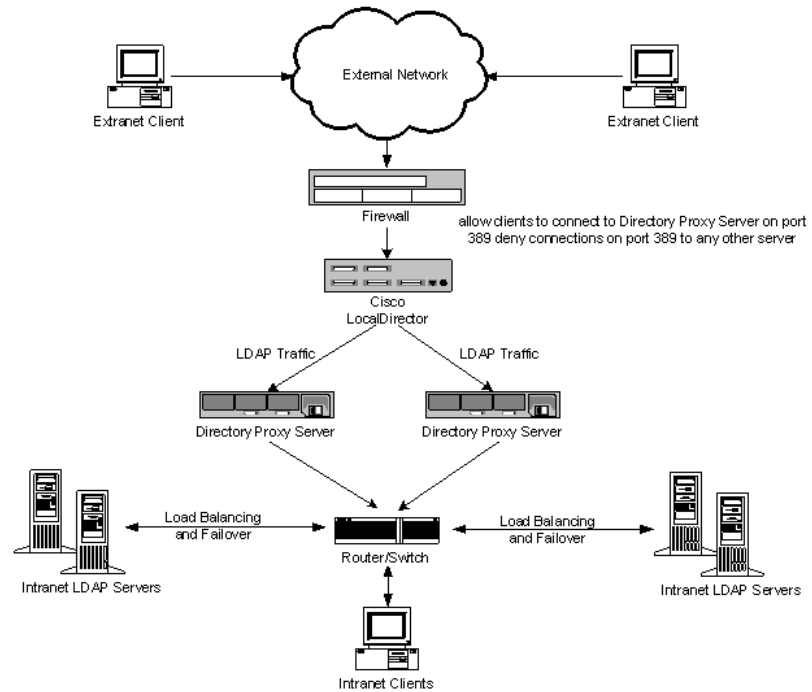 External Network
Extranet Client
Extranet Client
Firewall
allow clients to connect to Directory Proxy Server on port
389 deny connections on port 389 to any other server
Cisco
LocalDirector
LDAP Traffic
LDAP Traffic
Directory Proxy Server
Directory Proxy Server
Load Balancing
and Failover
Load Balancing
and Failover
Router/Switch
Intranet LDAP Servers
Intranet LDAP Servers
Intranet Clients